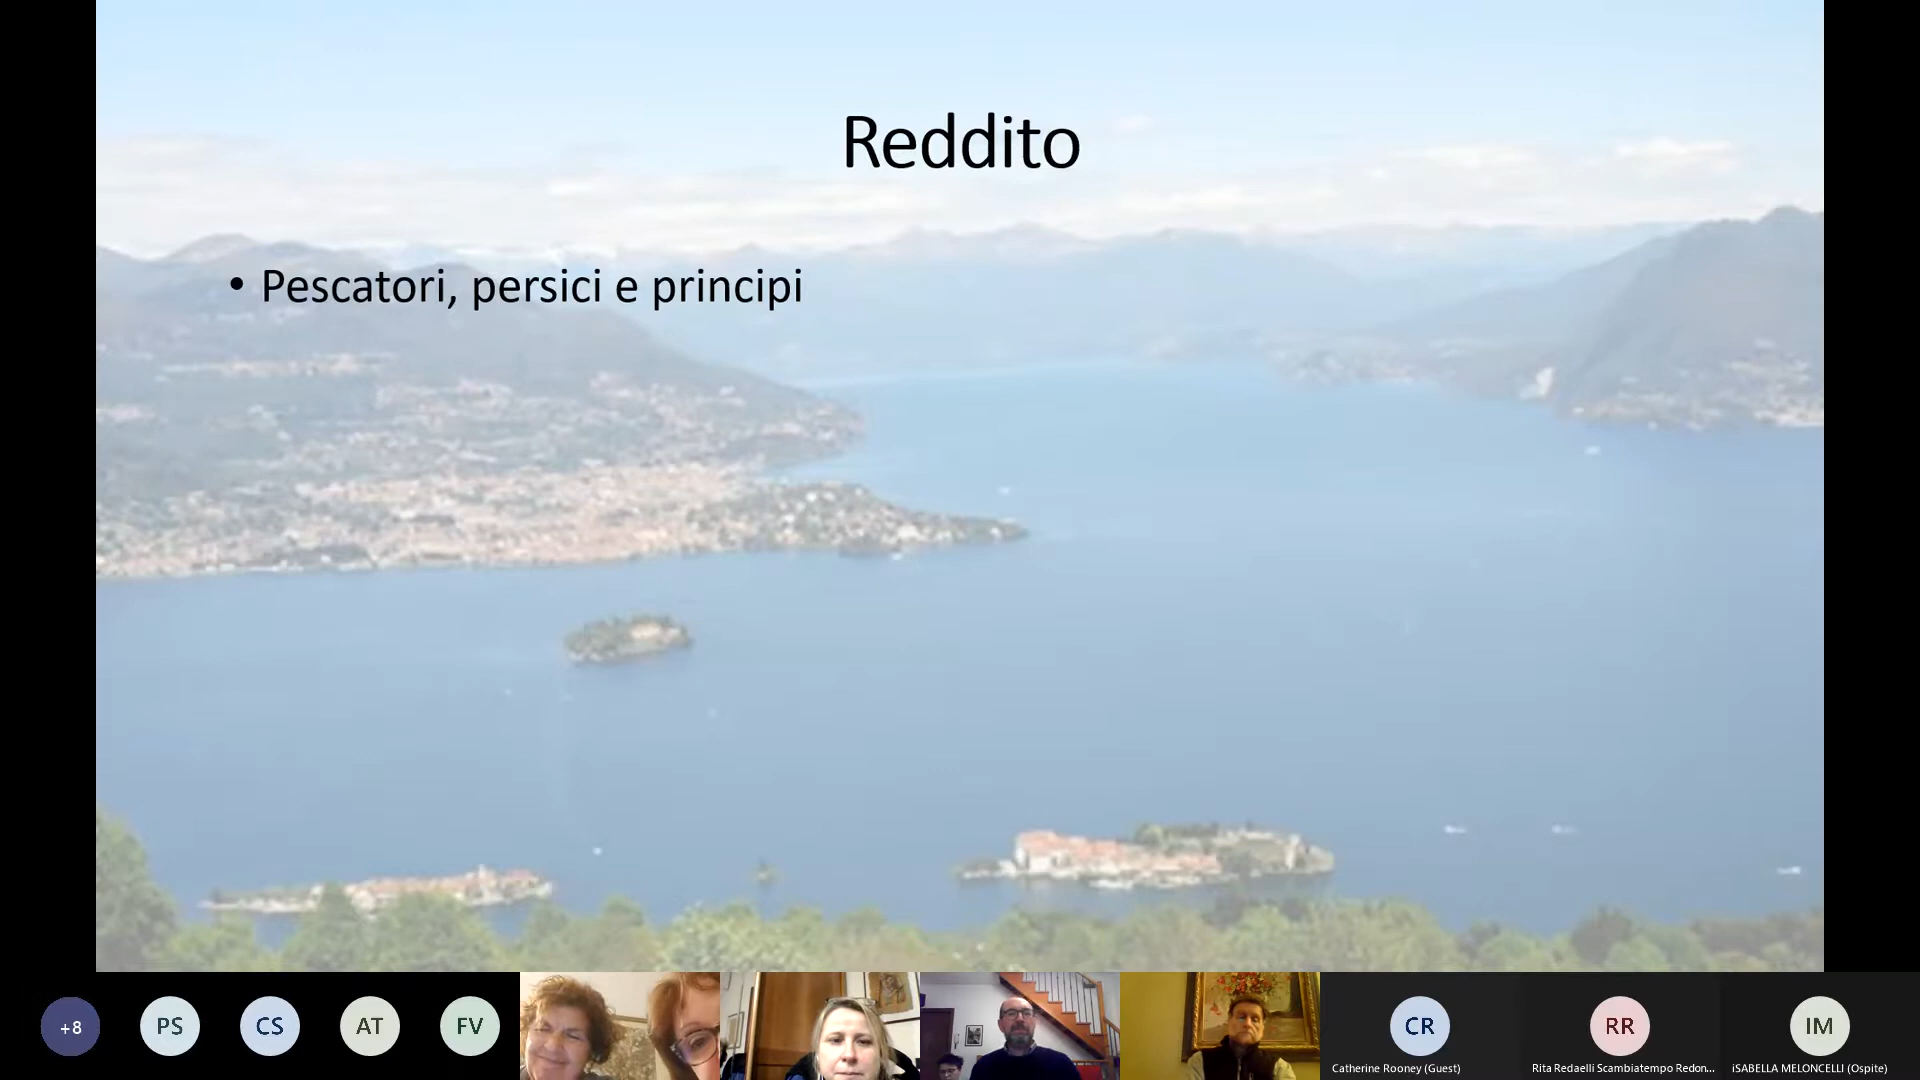 Reddito
• Pescatori, persici e principi
+8
PS
CS
AT
FV
CR
RR
IM
Catherine Rooney (Guest)
Rita Redaelli Scambiatempo Redon...
iSABELLA MELONCELLI (Ospite)